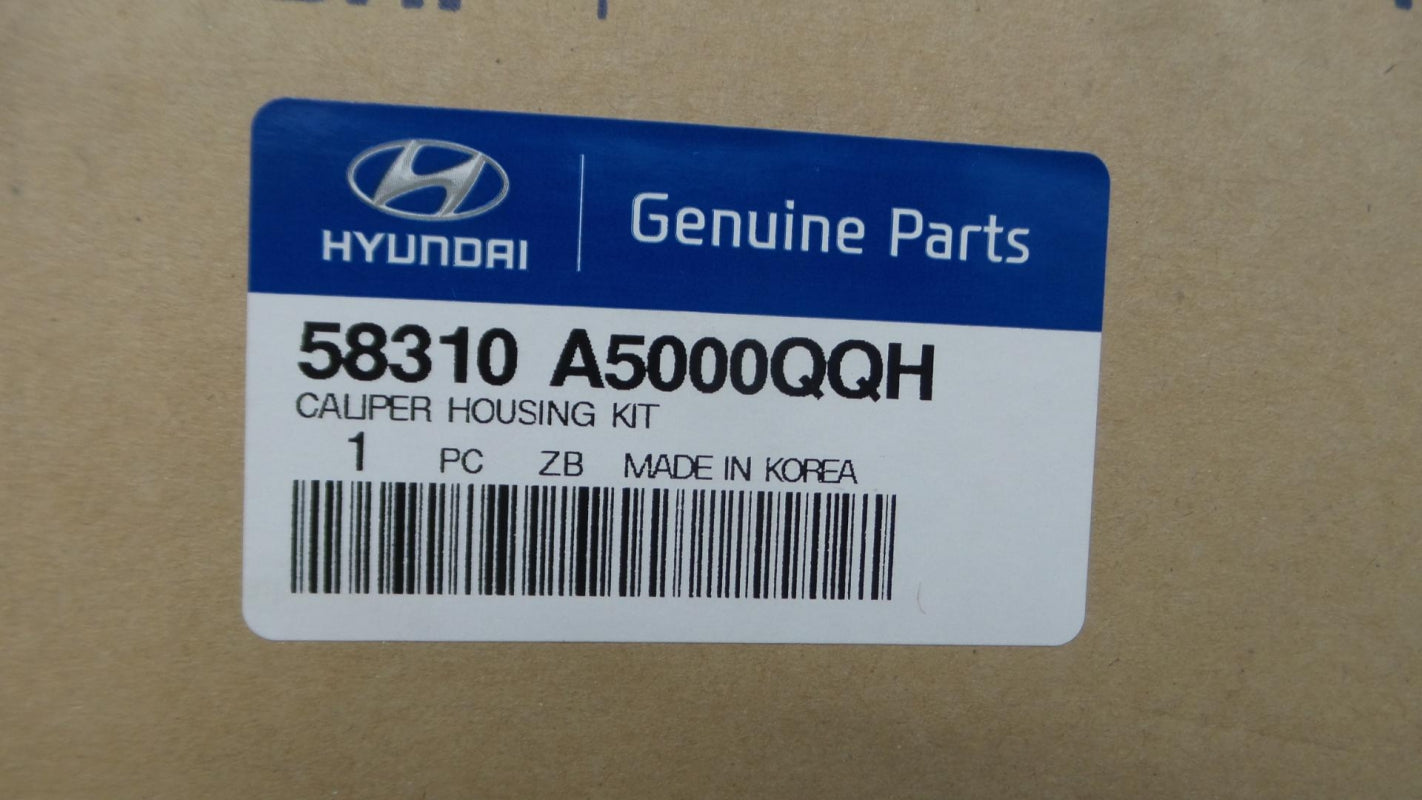 HYUNDAI
Genuine Parts
58310 A5000QQH
CALIPER HOUSING KIT
1 PC ZB MADE IN KOREA